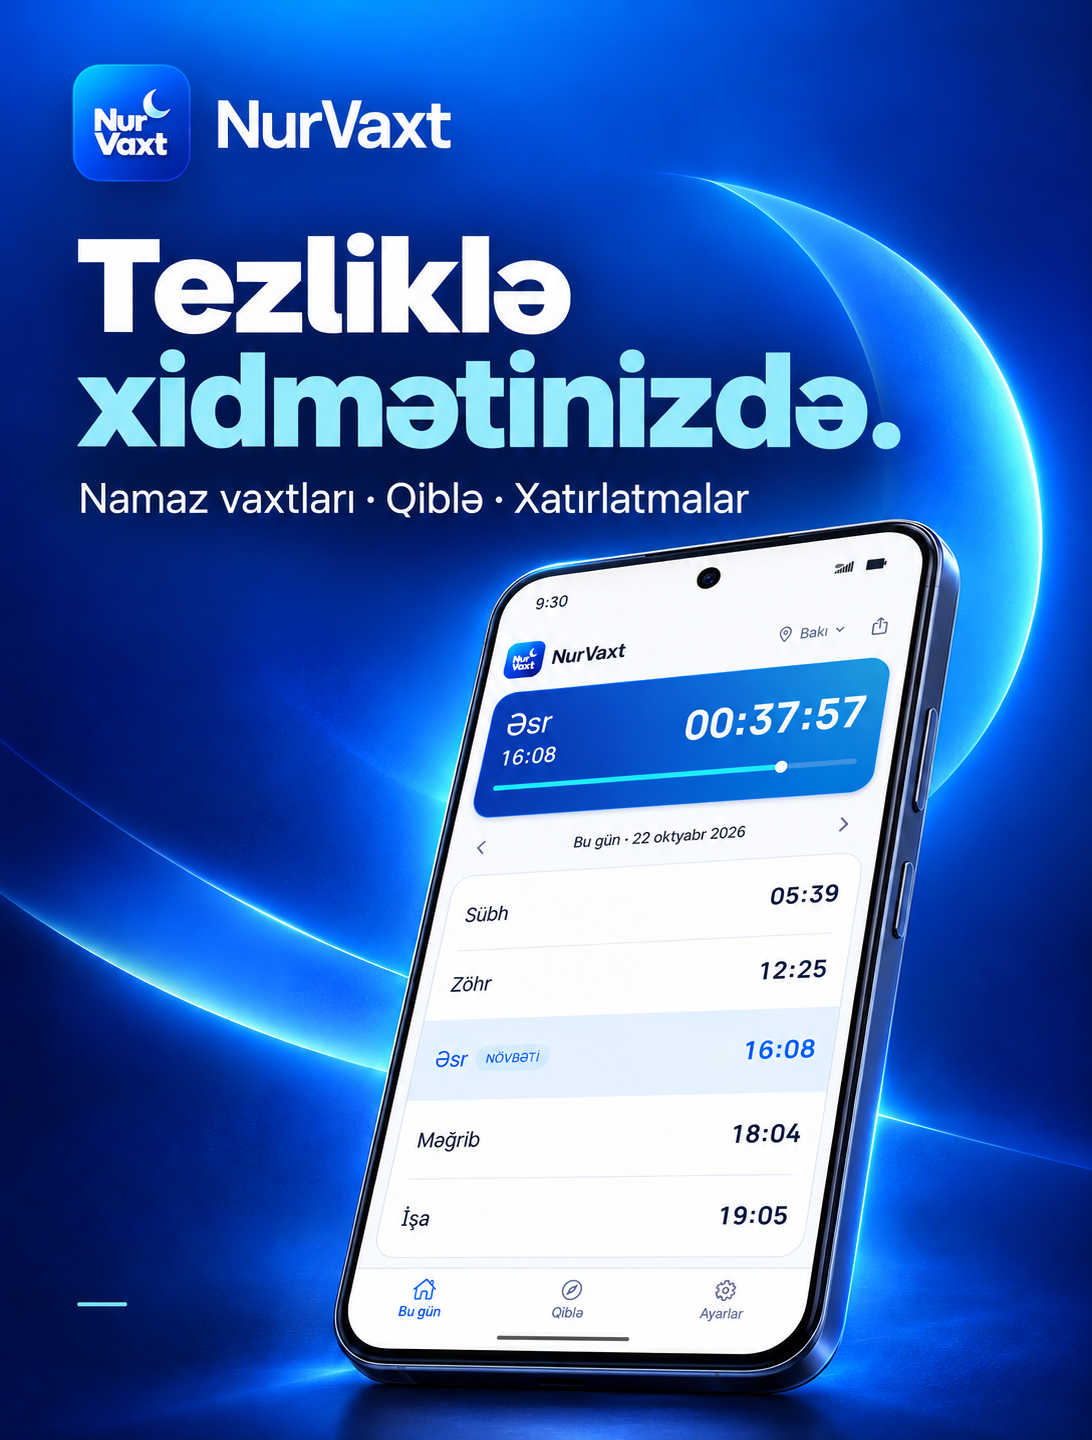 Nur
Vaxt
NurVaxt
Tezliklə
xidmətinizdə.
Namaz vaxtları · Qiblə · Xatırlatmalar
9:30
Nur
Vaxt
NurVaxt
Bakı
Əsr
00:37:57
16:08
Bu gün · 22 oktyabr 2026
Sübh 05:39
Zöhr 12:25
Əsr NÖVBƏTİ 16:08
Məğrib 18:04
İşa 19:05
Bu gün Qiblə Ayarlar